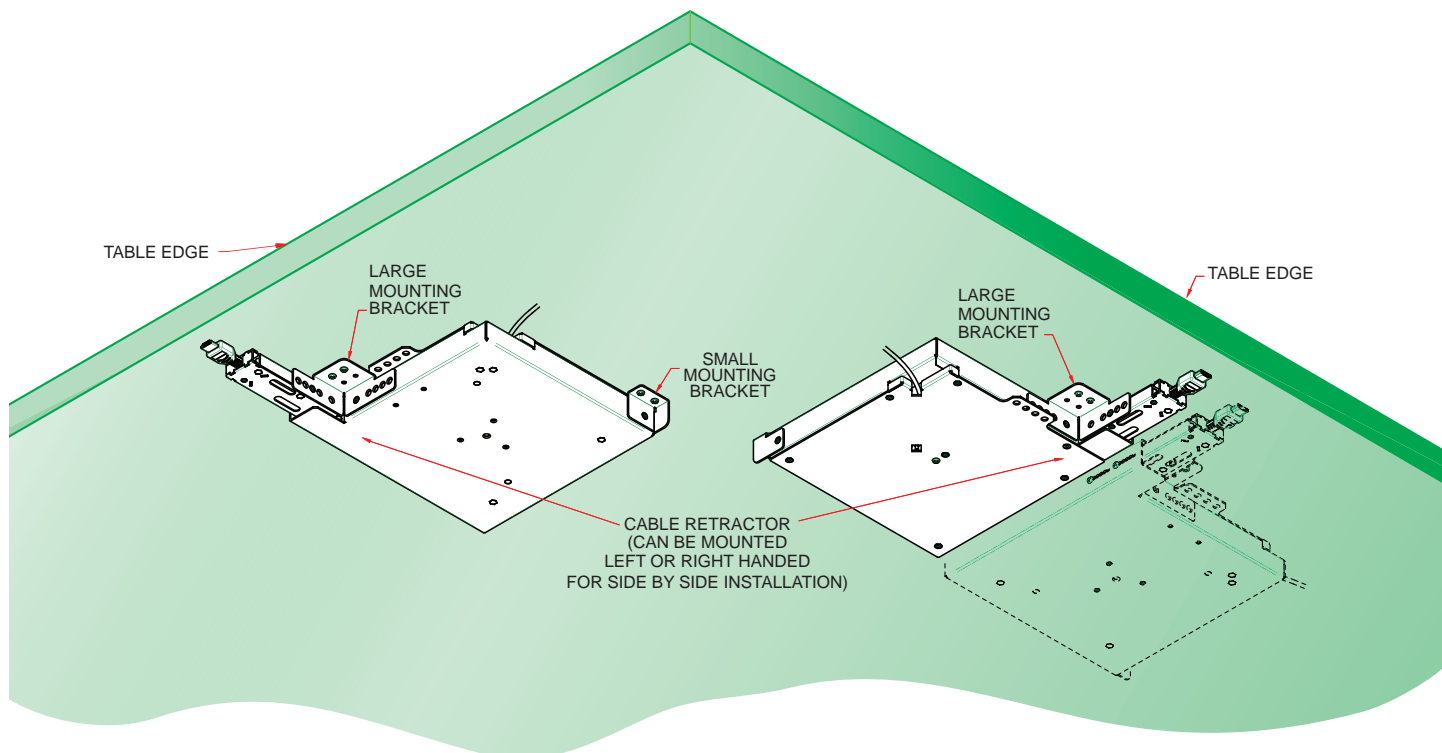 TABLE EDGE
LARGE
MOUNTING
BRACKET
SMALL
MOUNTING
BRACKET
LARGE
MOUNTING
BRACKET
TABLE EDGE
CABLE RETRACTOR
(CAN BE MOUNTED
LEFT OR RIGHT HANDED
FOR SIDE BY SIDE INSTALLATION)